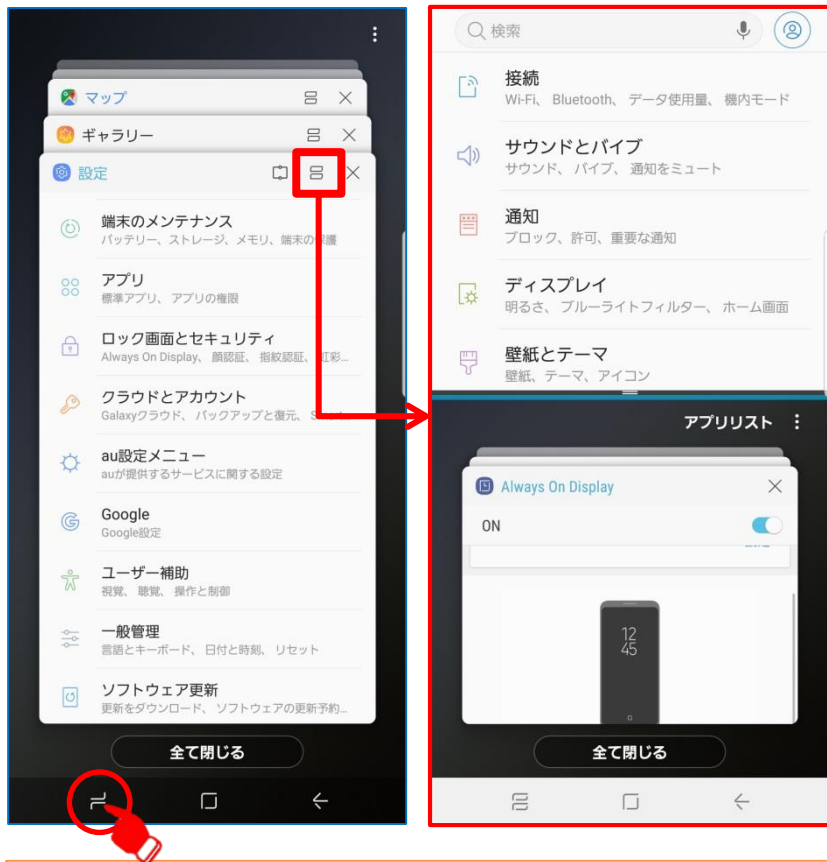 マップ
ギャラリー
設定
端末のメンテナンス
バッテリー、ストレージ、メモリ、端末の保護
アプリ
標準アプリ、アプリの権限
ロック画面とセキュリティ
Always On Display、顔認証、指紋認証、虹彩...
クラウドとアカウント
Galaxyクラウド、バックアップと復元、
au設定メニュー
auが提供するサービスに関する設定
Google
Google設定
ユーザー補助
視覚、聴覚、操作と制御
一般管理
言語とキーボード、日付と時刻、リセット
ソフトウェア更新
更新をダウンロード、ソフトウェアの更新予約...
全て閉じる
検索
接続
Wi-Fi、Bluetooth、データ使用量、機内モード
サウンドとバイブ
サウンド、バイブ、通知をミュート
通知
ブロック、許可、重要な通知
ディスプレイ
明るさ、ブルーライトフィルター、ホーム画面
壁紙とテーマ
壁紙、テーマ、アイコン
アプリリスト
Always On Display
ON
12
45
全て閉じる